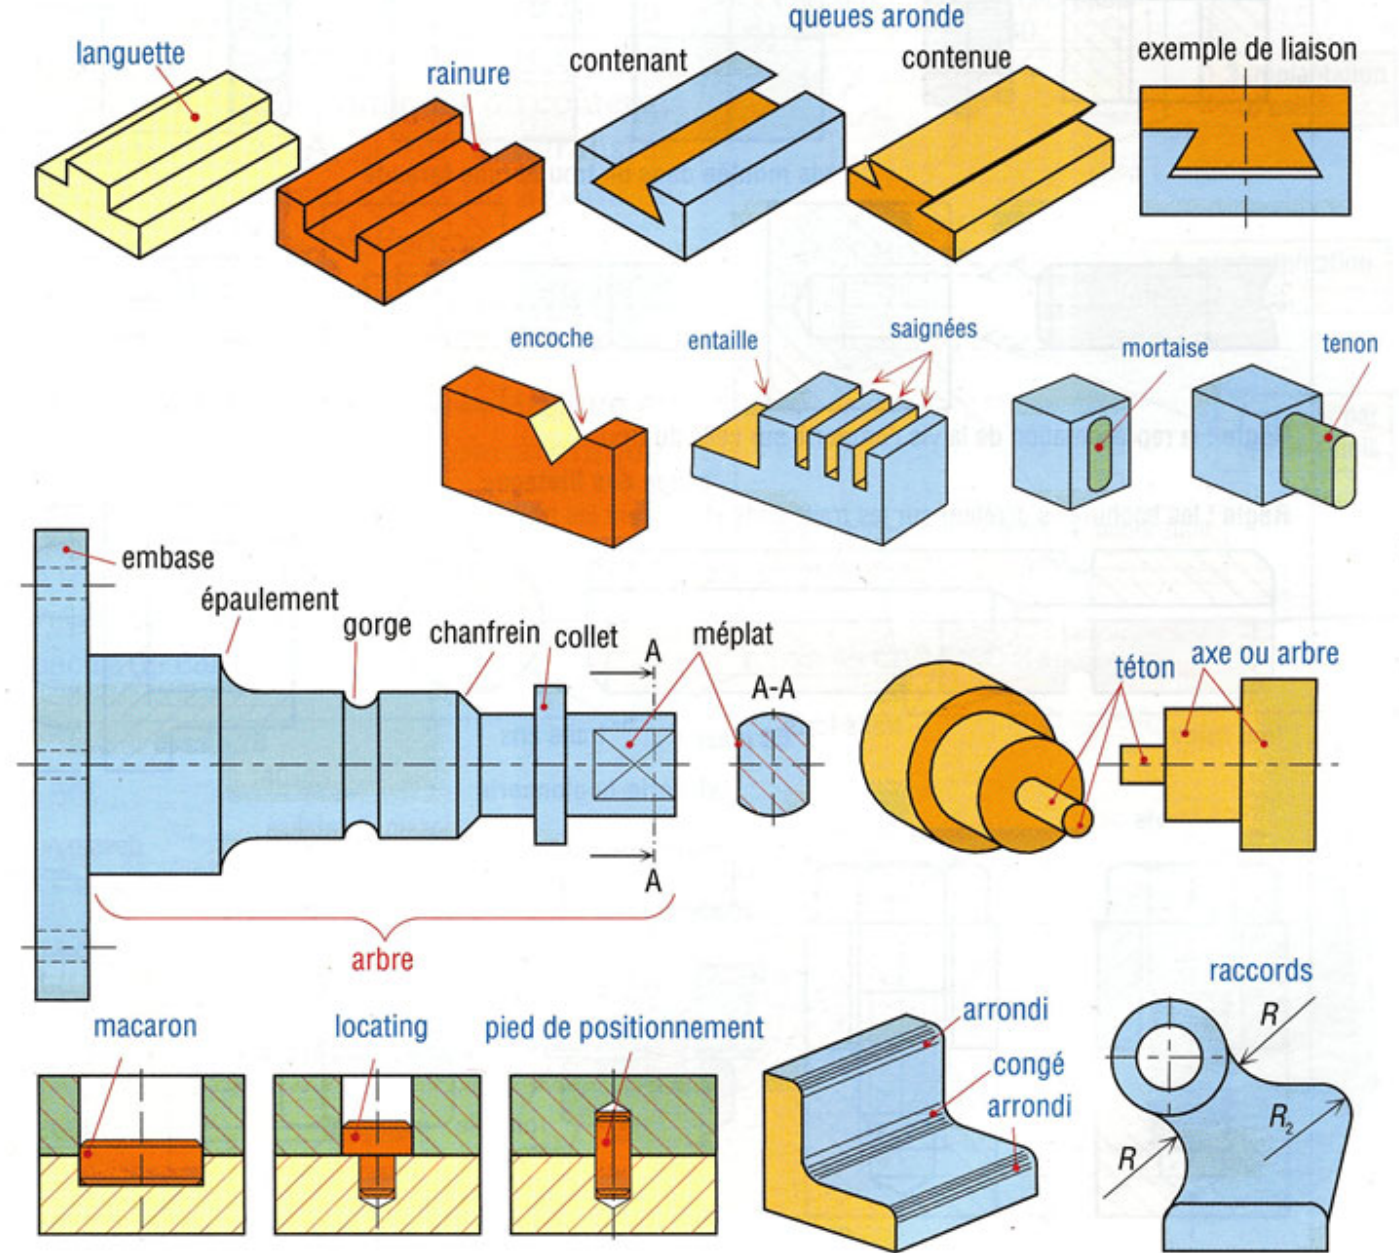 queues aronde
languette
rainure
contenant
contenue
exemple de liaison
encoche
entaille
saignées
mortaise
tenon
embase
épaulement
gorge
chanfrein
collet
A
méplat
A-A
téton
axe ou arbre
A
arbre
macaron
locating
pied de positionnement
arrondi
congé
arrondi
raccords
R
R₂
R